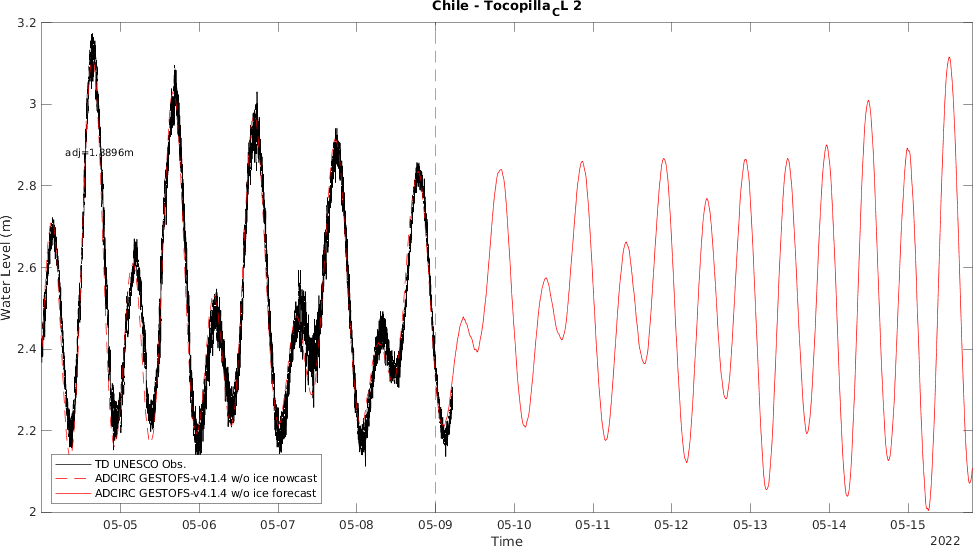 Chile - Tocopilla_CL 2
3.2
3
2.8
2.6
2.4
2.2
2
Water Level (m)
adj=1.8896m
TD UNESCO Obs.
ADCIRC GESTOFS-v4.1.4 w/o ice nowcast
ADCIRC GESTOFS-v4.1.4 w/o ice forecast
05-05 05-06 05-07 05-08 05-09 05-10 05-11 05-12 05-13 05-14 05-15
Time
2022